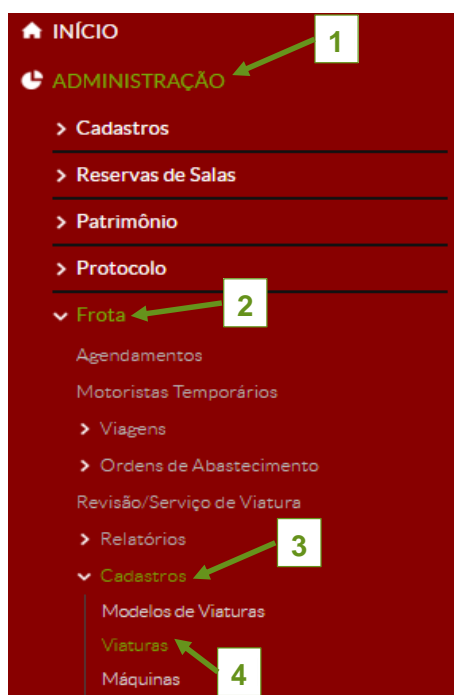 INÍCIO
1
ADMINISTRAÇÃO
Cadastros
Reservas de Salas
Patrimônio
Protocolo
2
Frota
Agendamentos
Motoristas Temporários
Viagens
Ordens de Abastecimento
Revisão/Serviço de Viatura
Relatórios
3
Cadastros
Modelos de Viaturas
Viaturas
4
Máquinas